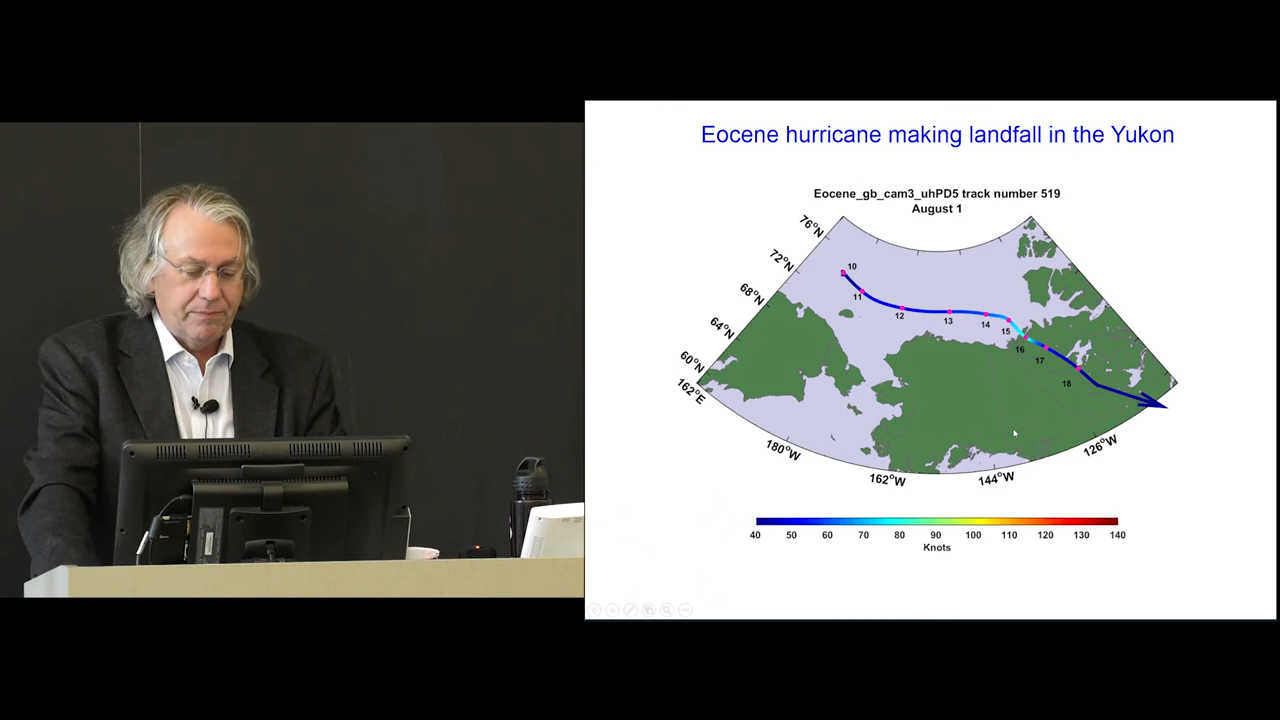 Eocene hurricane making landfall in the Yukon
Eocene_gb_cam3_uhPD5 track number 519
August 1
76°N
72°N
68°N
64°N
60°N
162°E
180°W
162°W
144°W
126°W
10
11
12
13
14
15
16
17
18
40 50 60 70 80 90 100 110 120 130 140
Knots